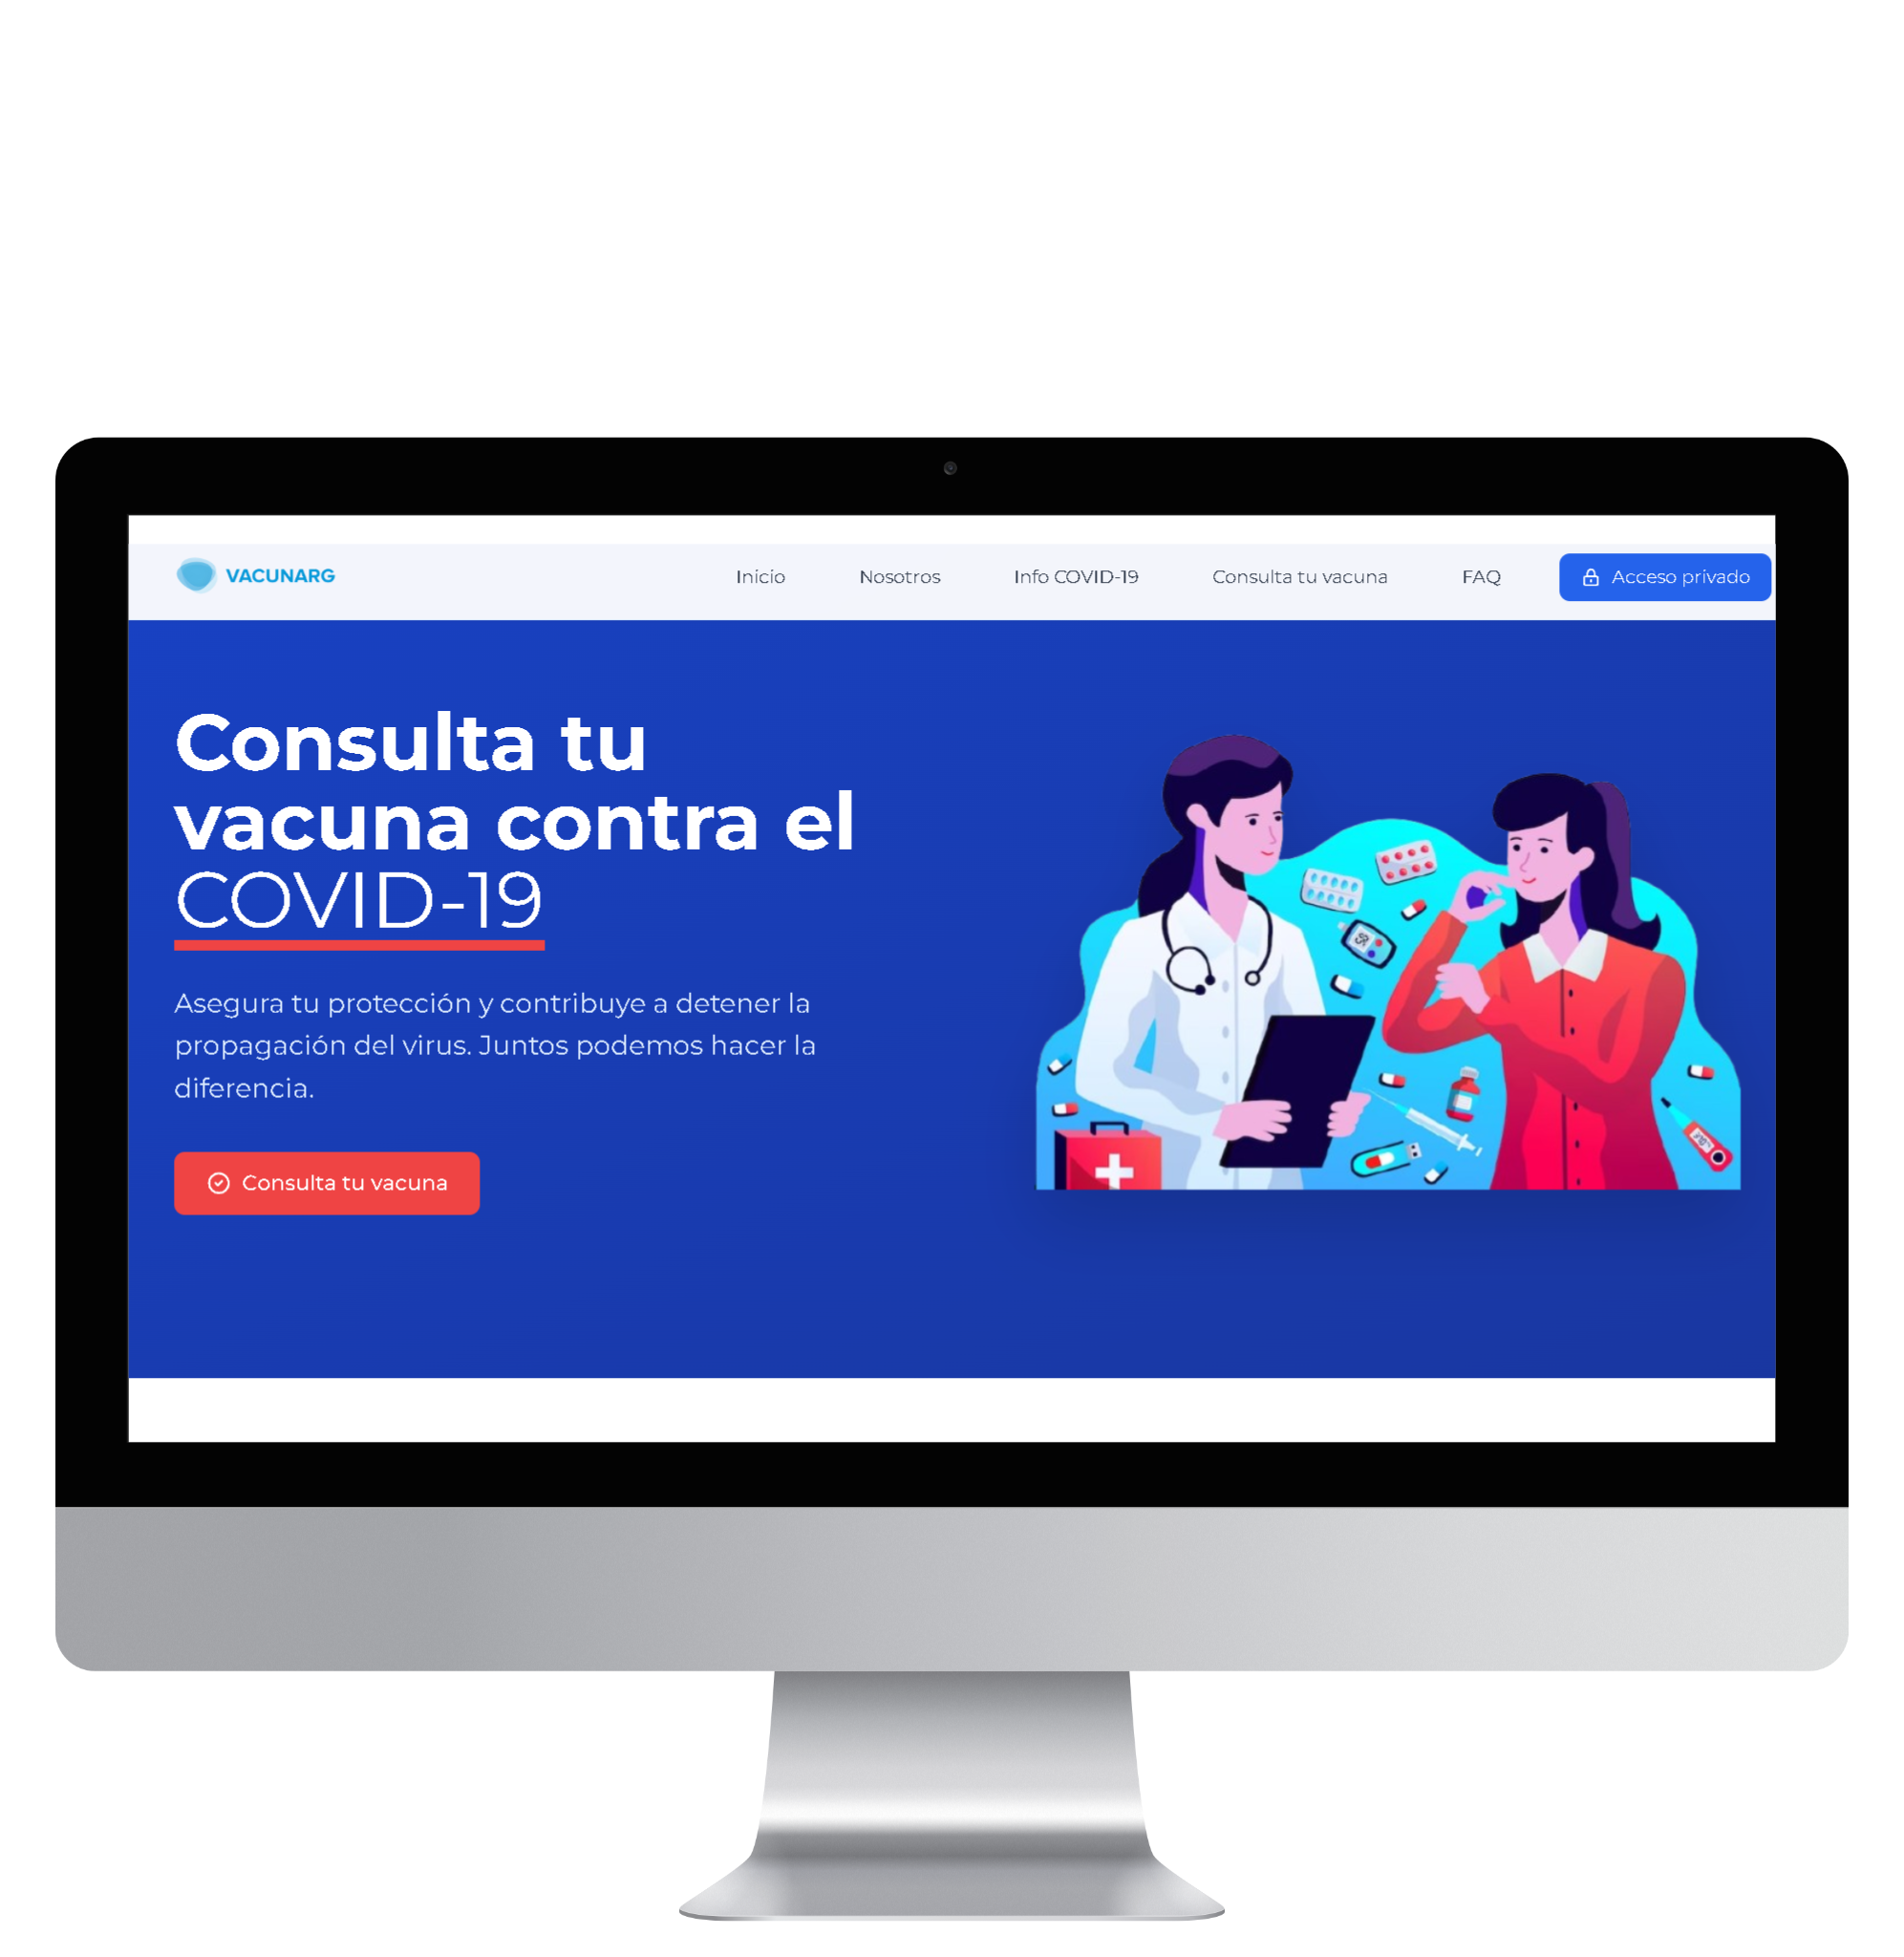 VACUNARG
Inicio
Nosotros
Info COVID-19
Consulta tu vacuna
FAQ
Acceso privado
Consulta tu
vacuna contra el
COVID-19
Asegura tu protección y contribuye a detener la
propagación del virus. Juntos podemos hacer la
diferencia.
Consulta tu vacuna